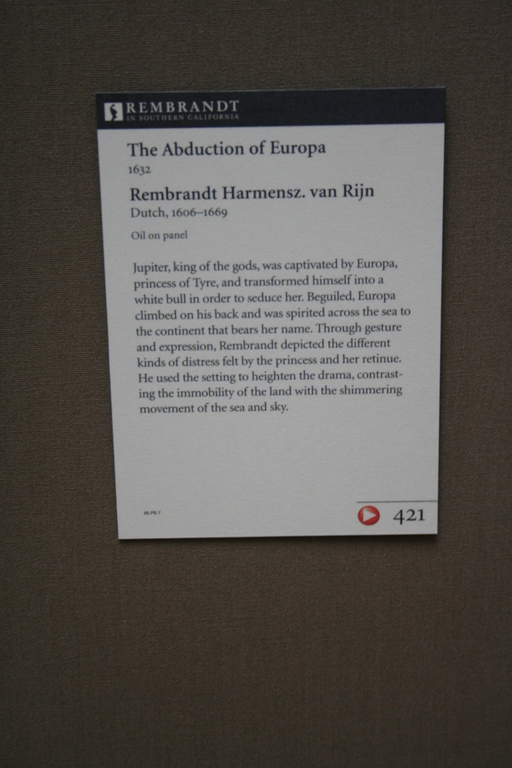 REMBRANDT
IN SOUTHERN CALIFORNIA
The Abduction of Europa
1632
Rembrandt Harmensz. van Rijn
Dutch, 1606–1669
Oil on panel
Jupiter, king of the gods, was captivated by Europa,
princess of Tyre, and transformed himself into a
white bull in order to seduce her. Beguiled, Europa
climbed on his back and was spirited across the sea to
the continent that bears her name. Through gesture
and expression, Rembrandt depicted the different
kinds of distress felt by the princess and her retinue.
He used the setting to heighten the drama, contrast-
ing the immobility of the land with the shimmering
movement of the sea and sky.
421